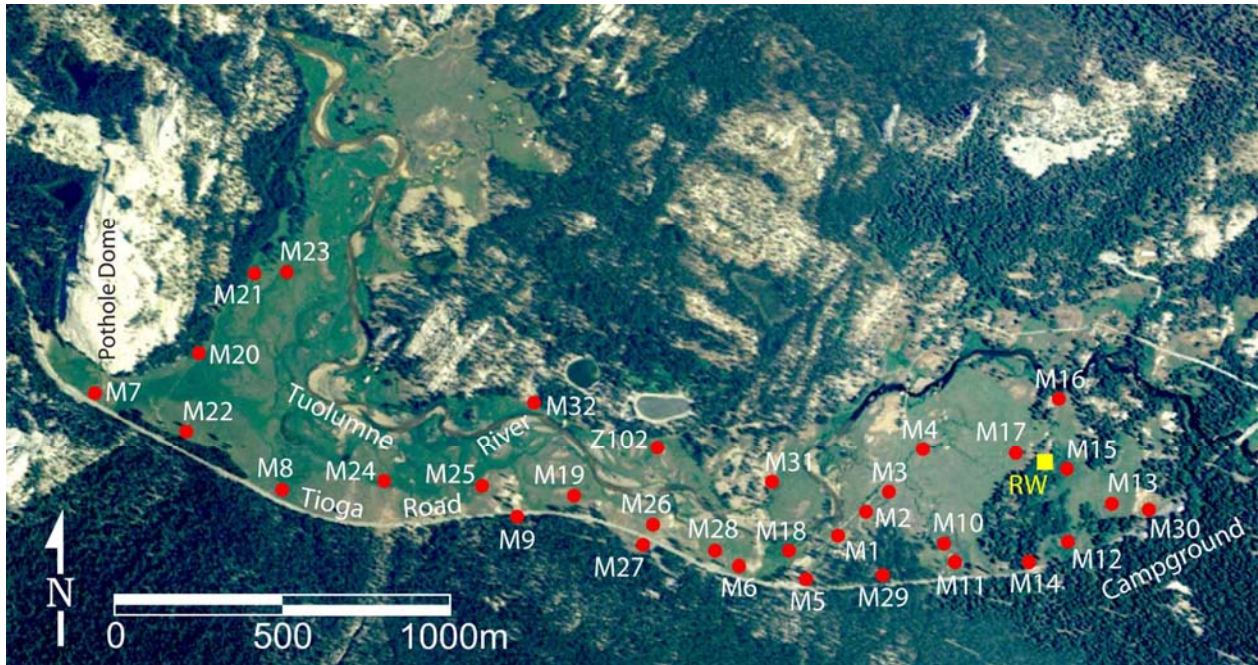 M23
M21
Pothole Dome
M20
M7
M22
Tuolumne
River
M32
Z102
M16
M4
M17
M15
RW
M31
M3
M13
M30
M8
M24
M25
M19
Tioga
Road
M9
M26
M2
M10
M28
M18
M1
M12
Campground
M27
M6
M5
M29
M11
M14
N
0 500 1000m